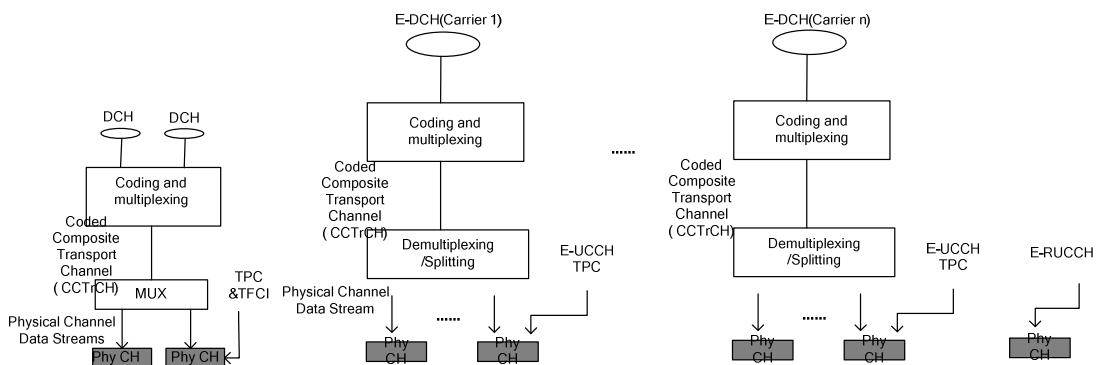 E-DCH(Carrier 1)
E-DCH(Carrier n)
DCH
DCH
Coding and
multiplexing
Coded
Composite
Transport
Channel
( CCTrCH)
MUX
TPC
&TFCI
Physical Channel
Data Streams
Phy CH
Phy CH
Coding and
multiplexing
Coded
Composite
Transport
Channel
( CCTrCH)
Demultiplexing
/Splitting
E-UCCH
TPC
Physical Channel
Data Stream
......
Phy
CH
Phy
CH
......
Coding and
multiplexing
Coded
Composite
Transport
Channel
( CCTrCH)
Demultiplexing
/Splitting
E-UCCH
TPC
......
Phy
CH
Phy
CH
E-RUCCH
Phy
CH